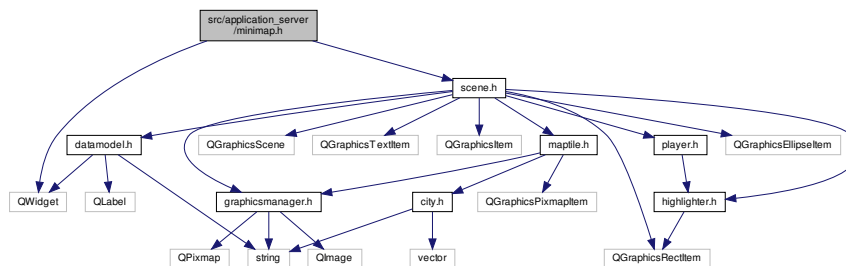 src/application_server
/minimap.h
scene.h
datamodel.h
QGraphicsScene
QGraphicsTextItem
QGraphicsItem
maptile.h
player.h
QGraphicsEllipseItem
QWidget
QLabel
graphicsmanager.h
city.h
QGraphicsPixmapItem
highlighter.h
QPixmap
string
QImage
vector
QGraphicsRectItem